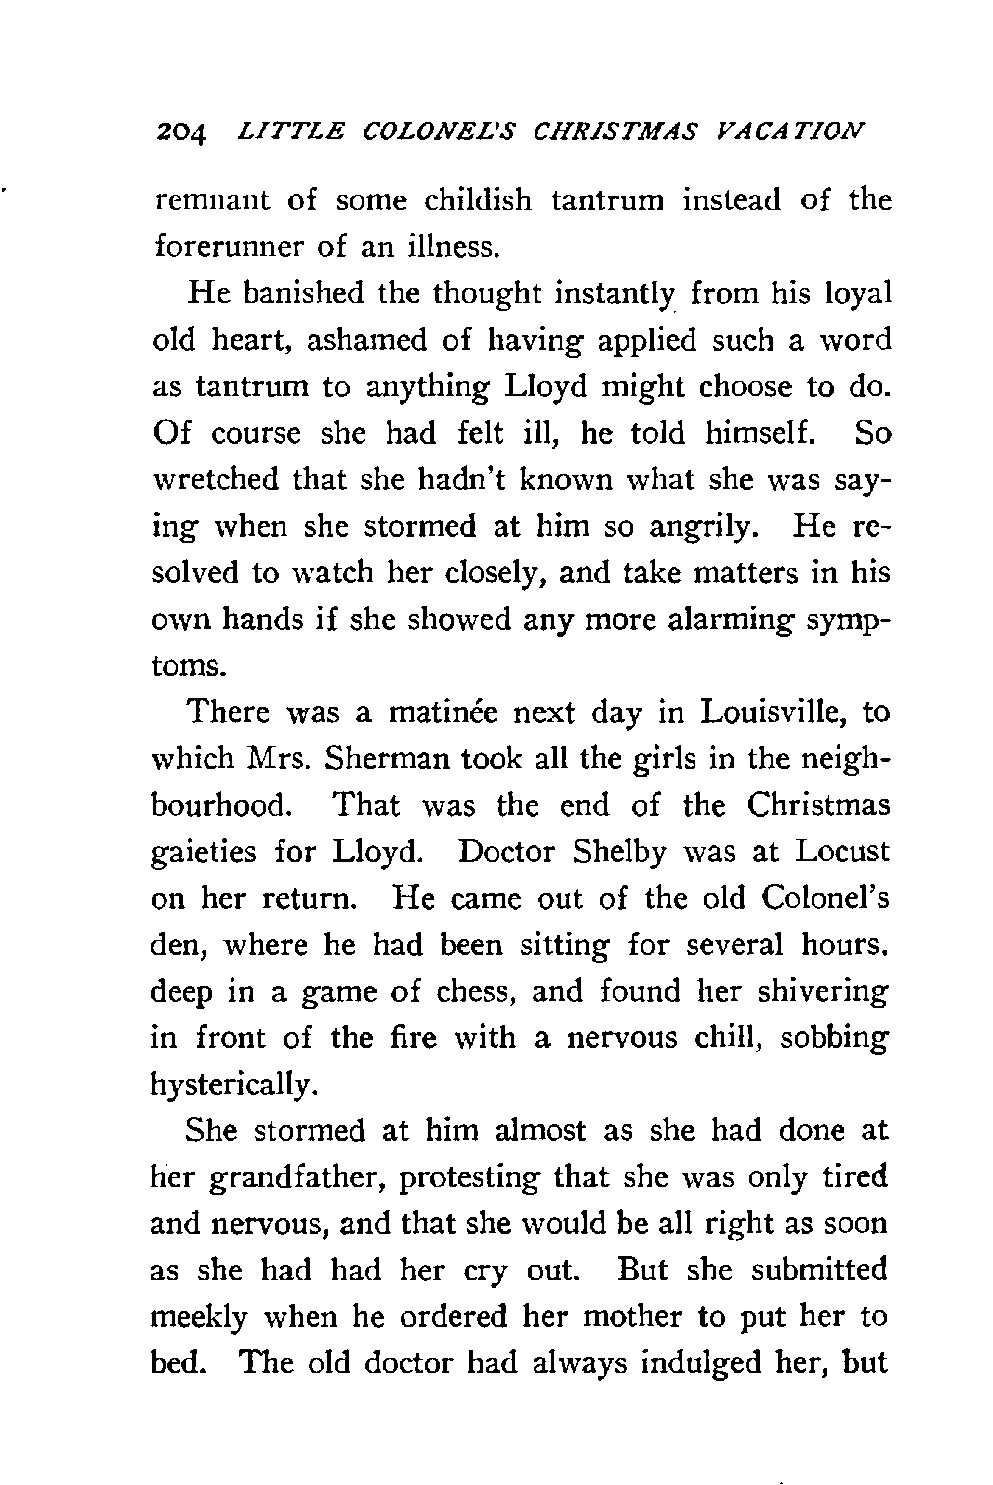 204 LITTLE COLONEL'S CHRISTMAS VACATION
remnant of some childish tantrum instead of the
forerunner of an illness.
He banished the thought instantly from his loyal
old heart, ashamed of having applied such a word
as tantrum to anything Lloyd might choose to do.
Of course she had felt ill, he told himself. So
wretched that she hadn't known what she was say-
ing when she stormed at him so angrily. He re-
solved to watch her closely, and take matters in his
own hands if she showed any more alarming symp-
toms.
There was a matinée next day in Louisville, to
which Mrs. Sherman took all the girls in the neigh-
bourhood. That was the end of the Christmas
gaieties for Lloyd. Doctor Shelby was at Locust
on her return. He came out of the old Colonel's
den, where he had been sitting for several hours,
deep in a game of chess, and found her shivering
in front of the fire with a nervous chill, sobbing
hysterically.
She stormed at him almost as she had done at
her grandfather, protesting that she was only tired
and nervous, and that she would be all right as soon
as she had had her cry out. But she submitted
meekly when he ordered her mother to put her to
bed. The old doctor had always indulged her, but